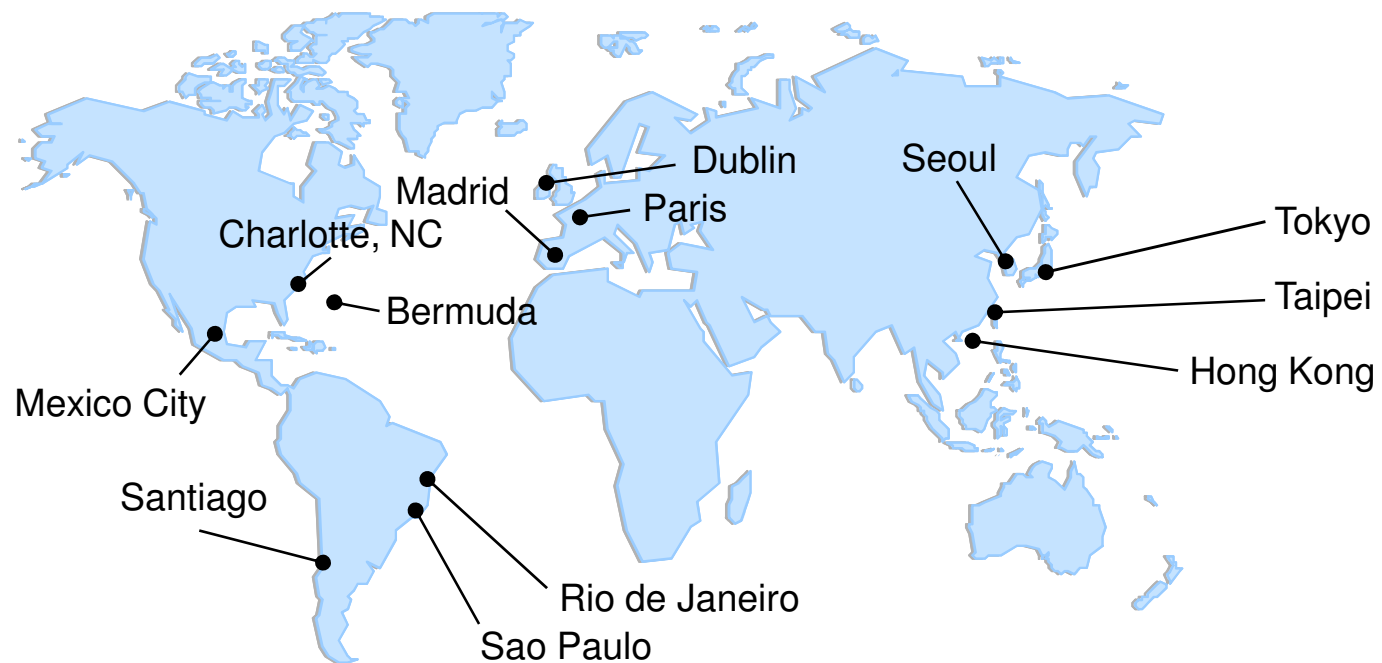 Dublin
Seoul
Madrid
Paris
Tokyo
Charlotte, NC
Taipei
Bermuda
Hong Kong
Mexico City
Santiago
Rio de Janeiro
Sao Paulo